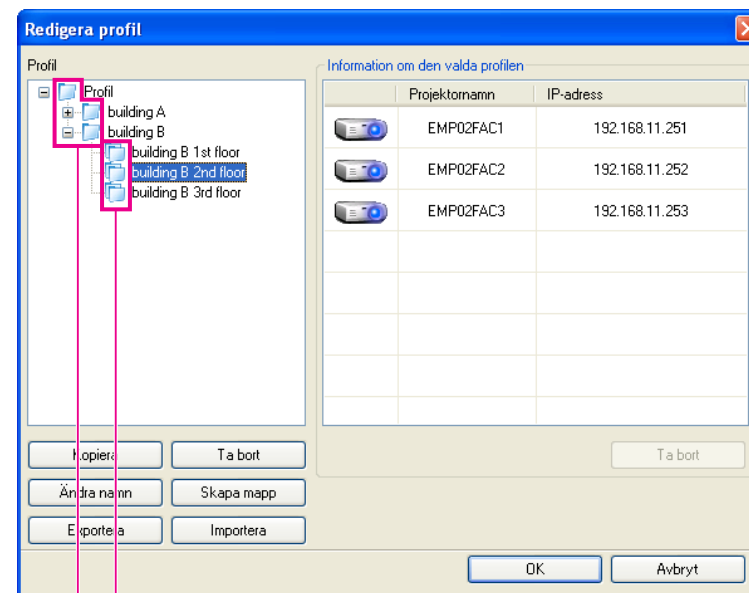 Redigera profil
Profil
Profil
building A
building B
building B 1st floor
building B 2nd floor
building B 3rd floor
Kopiera
Ta bort
Ändra namn
Skapa mapp
Exportera
Importera
Information om den valda profilen
Projektornamn IP-adress
EMP02FAC1 192.168.11.251
EMP02FAC2 192.168.11.252
EMP02FAC3 192.168.11.253
Ta bort
OK
Avbryt